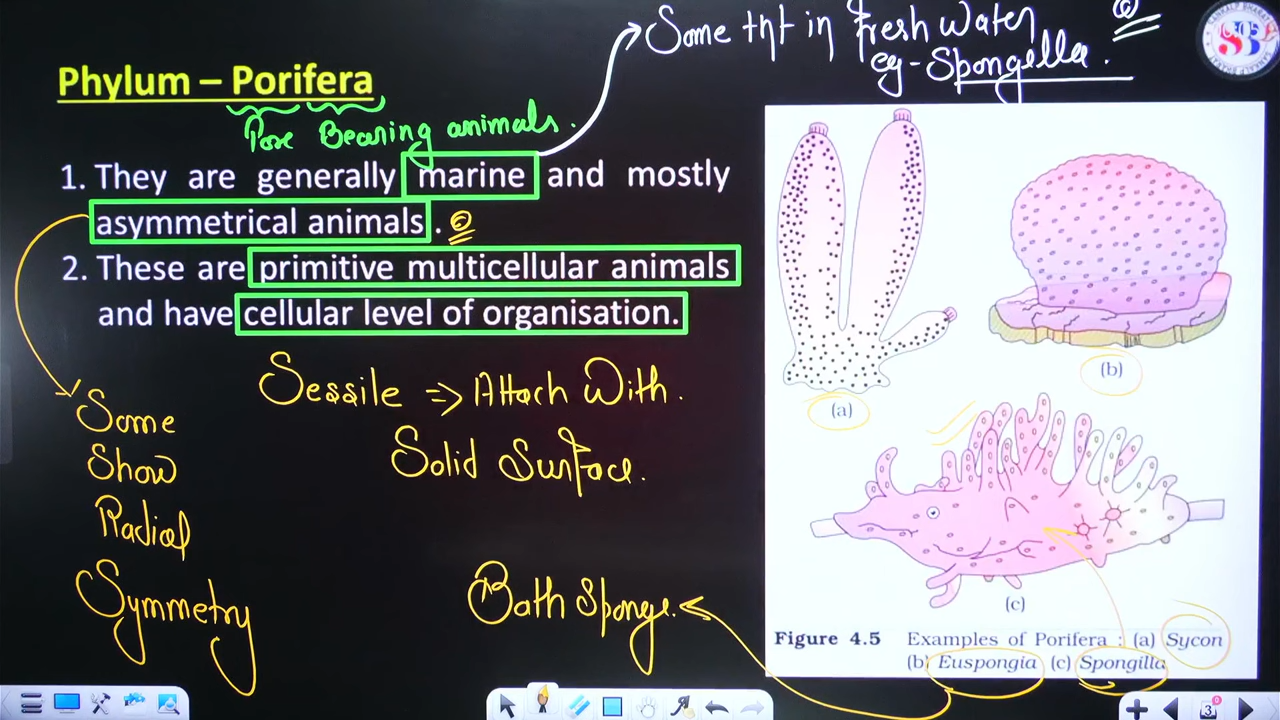 Some tht in Fresh Water
eg - Spongella.
Phylum – Porifera
Pore Bearing animals.
1. They are generally marine and mostly
asymmetrical animals.
2. These are primitive multicellular animals
and have cellular level of organisation.
Sessile => Attach With.
Solid Surface.
Some
Show
Radial
Symmetry
Bath Sponge.
(a)
(b)
(c)
Figure 4.5 Examples of Porifera : (a) Sycon
(b) Euspongia (c) Spongilla
3